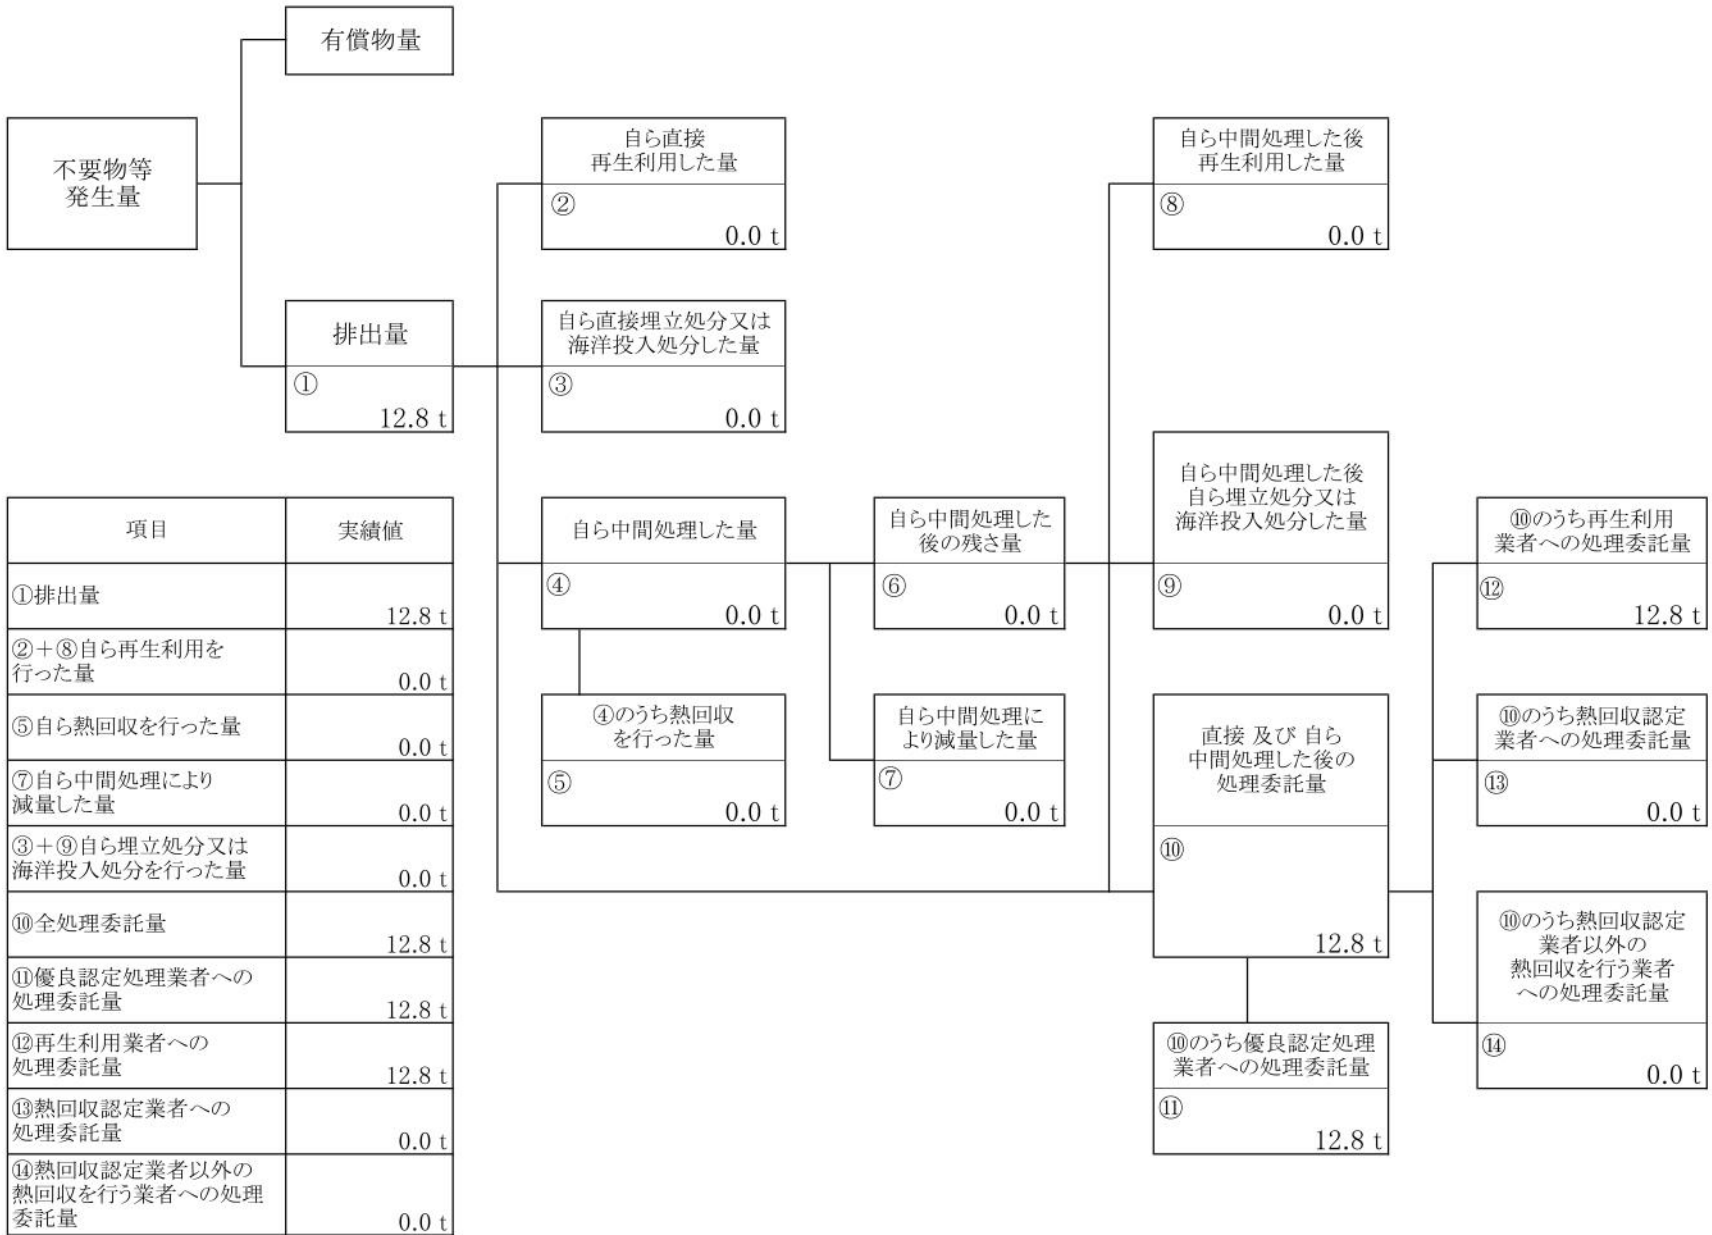 有償物量
不要物等
発生量
自ら直接
再生利用した量
②
0.0 t
自ら中間処理した後
再生利用した量
⑧
0.0 t
排出量
①
12.8 t
自ら直接埋立処分又は
海洋投入処分した量
③
0.0 t
自ら中間処理した量
④
0.0 t
自ら中間処理した
後の残さ量
⑥
0.0 t
自ら中間処理した後
自ら埋立処分又は
海洋投入処分した量
⑨
0.0 t
⑩のうち再生利用
業者への処理委託量
⑫
12.8 t
④のうち熱回収
を行った量
⑤
0.0 t
自ら中間処理に
より減量した量
⑦
0.0 t
直接 及び 自ら
中間処理した後の
処理委託量
⑩
12.8 t
⑩のうち熱回収認定
業者への処理委託量
⑬
0.0 t
⑩のうち熱回収認定
業者以外の
熱回収を行う業者
への処理委託量
⑭
0.0 t
⑩のうち優良認定処理
業者への処理委託量
⑪
12.8 t
項目 実績値
①排出量
12.8 t
②＋⑧自ら再生利用を
行った量
0.0 t
⑤自ら熱回収を行った量
0.0 t
⑦自ら中間処理により
減量した量
0.0 t
③＋⑨自ら埋立処分又は
海洋投入処分を行った量
0.0 t
⑩全処理委託量
12.8 t
⑪優良認定処理業者への
処理委託量
12.8 t
⑫再生利用業者への
処理委託量
12.8 t
⑬熱回収認定業者への
処理委託量
0.0 t
⑭熱回収認定業者以外の
熱回収を行う業者への処理
委託量
0.0 t